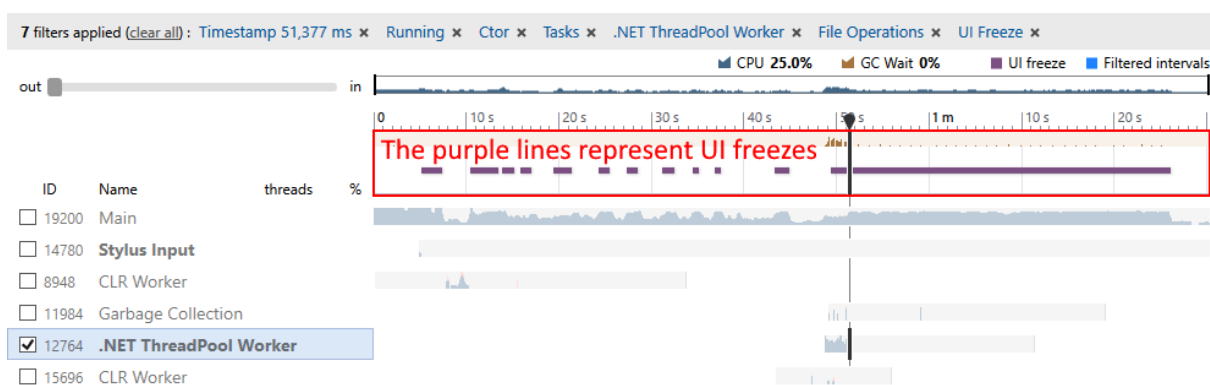 7 filters applied (clear all) : Timestamp 51,377 ms × Running × Ctor × Tasks × .NET ThreadPool Worker × File Operations × UI Freeze ×
CPU 25.0% GC Wait 0% UI freeze Filtered intervals
out in
0 10 s 20 s 30 s 40 s 50 s 1 m 10 s 20 s
The purple lines represent UI freezes
ID Name threads %
19200 Main
14780 Stylus Input
8948 CLR Worker
11984 Garbage Collection
12764 .NET ThreadPool Worker
15696 CLR Worker